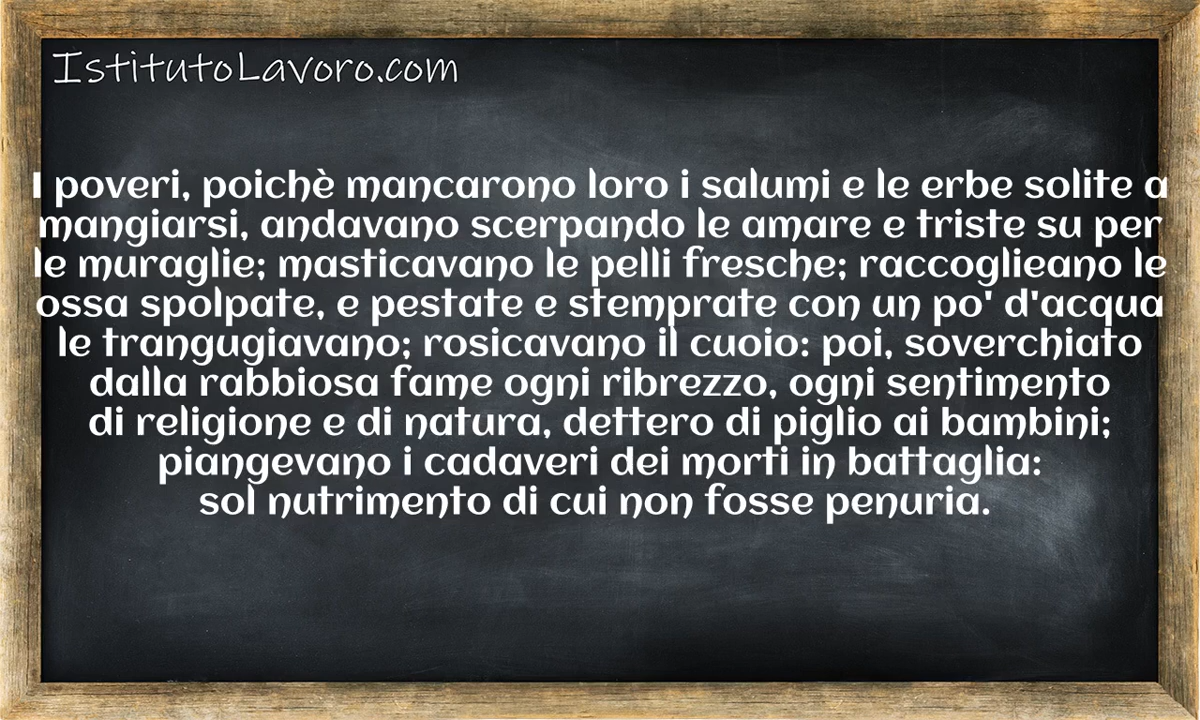 IstitutoLavoro.com
I poveri, poichè mancarono loro i salumi e le erbe solite a
mangiarsi, andavano scerpando le amare e triste su per
le muraglie; masticavano le pelli fresche; raccoglieano le
ossa spolpate, e pestate e stemprate con un po' d'acqua
le trangugiavano; rosicavano il cuoio: poi, soverchiato
dalla rabbiosa fame ogni ribrezzo, ogni sentimento
di religione e di natura, dettero di piglio ai bambini;
piangevano i cadaveri dei morti in battaglia:
sol nutrimento di cui non fosse penuria.